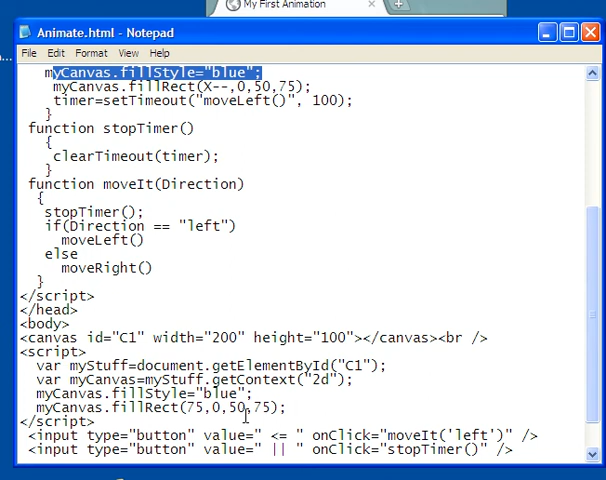 My First Animation
Animate.html - Notepad
File Edit Format View Help
myCanvas.fillStyle="blue";
myCanvas.fillRect(X--,0,50,75);
timer=setTimeout("moveLeft()", 100);
}
function stopTimer()
{
clearTimeout(timer);
}
function moveIt(Direction)
{
stopTimer();
if(Direction == "left")
moveLeft()
else
moveRight()
}
</script>
</head>
<body>
<canvas id="C1" width="200" height="100"></canvas><br />
<script>
var myStuff=document.getElementById("C1");
var myCanvas=myStuff.getContext("2d");
myCanvas.fillStyle="blue";
myCanvas.fillRect(75,0,50,75);
</script>
<input type="button" value=" <= " onClick="moveIt('left')" />
<input type="button" value=" || " onClick="stopTimer()" />